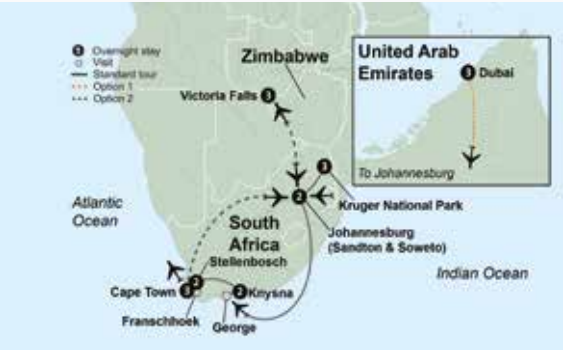 Overnight stay
Visit
Standard tour
Option 1
Option 2
Zimbabwe
Victoria Falls
3
United Arab
Emirates
3
Dubai
To Johannesburg
3
Kruger National Park
2
Johannesburg
(Sandton & Soweto)
Atlantic
Ocean
South
Africa
Stellenbosch
Cape Town
3
2
Knysna
Franschhoek
George
Indian Ocean